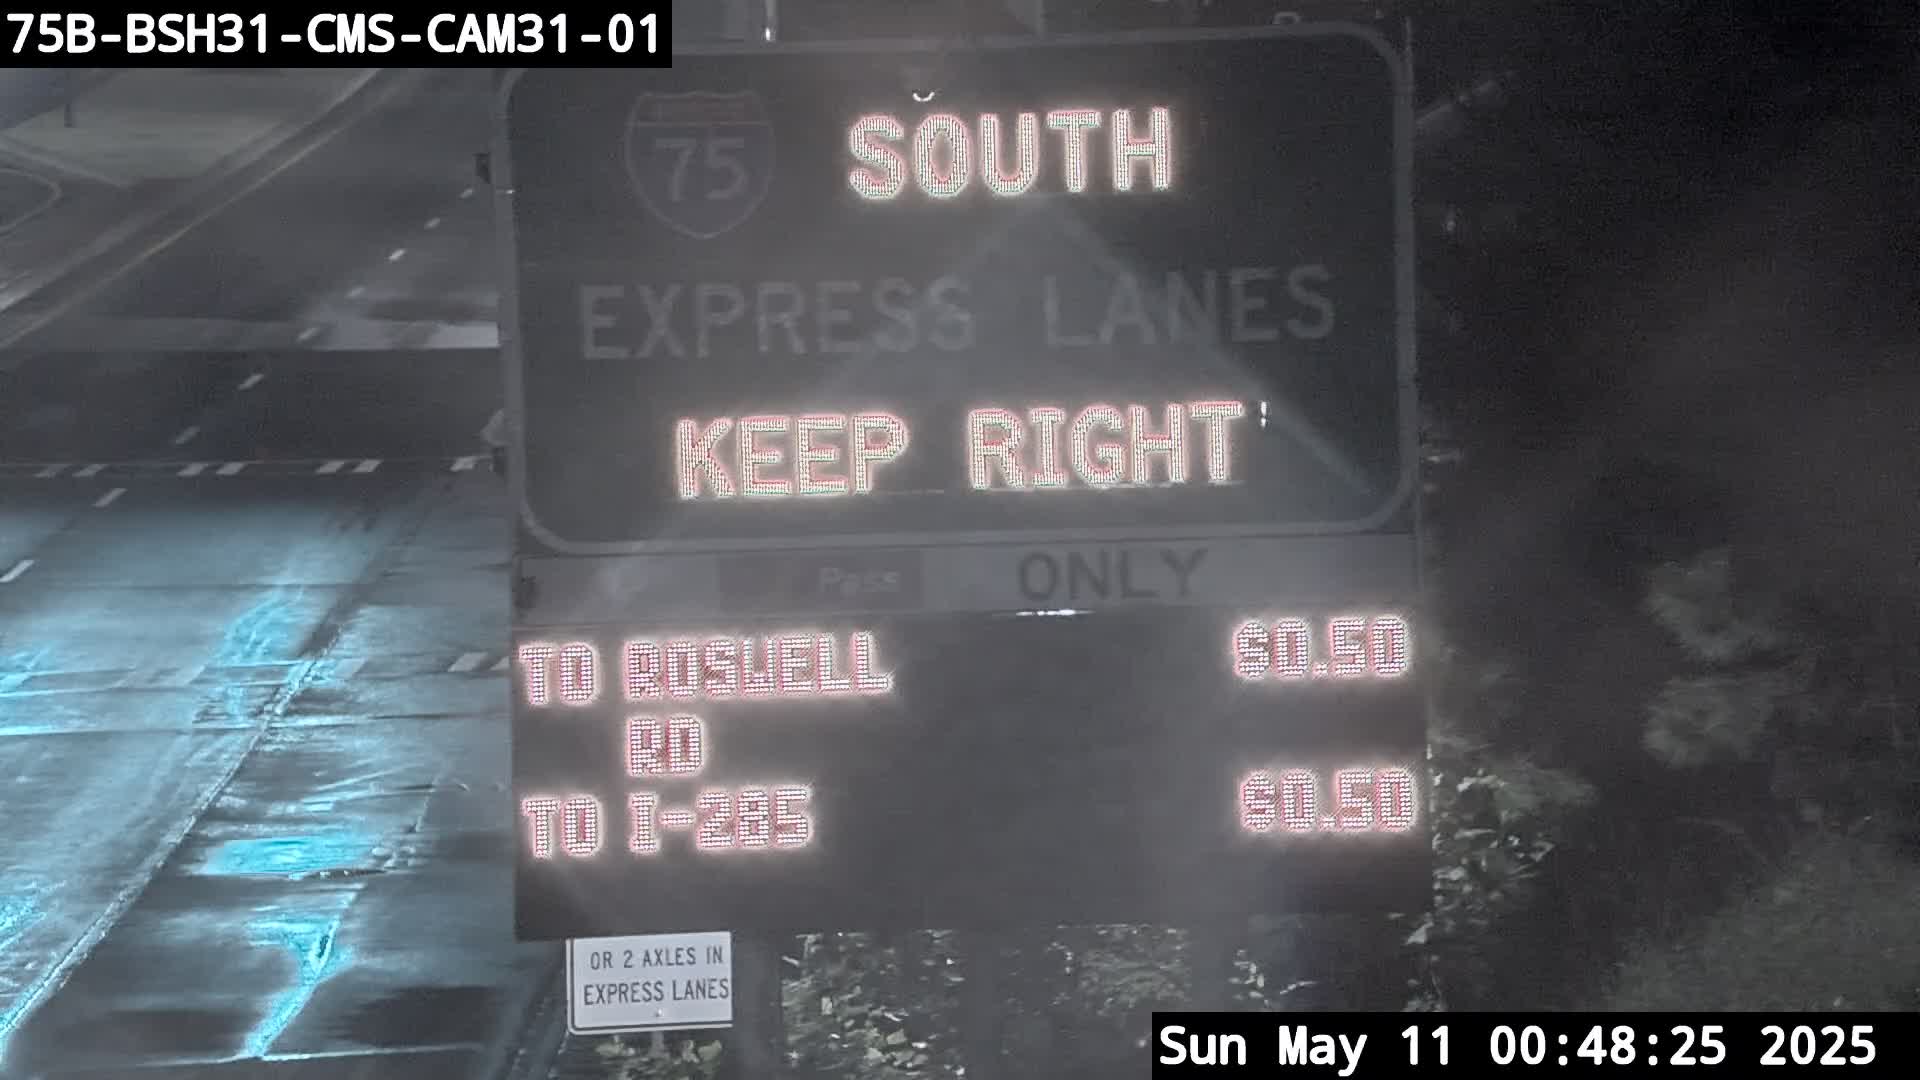 75B-BSH31-CMS-CAM31-01
75 SOUTH
EXPRESS LANES
KEEP RIGHT
Pass ONLY
TO ROSWELL $0.50
RD
TO I-285 $0.50
OR 2 AXLES IN
EXPRESS LANES
Sun May 11 00:48:25 2025